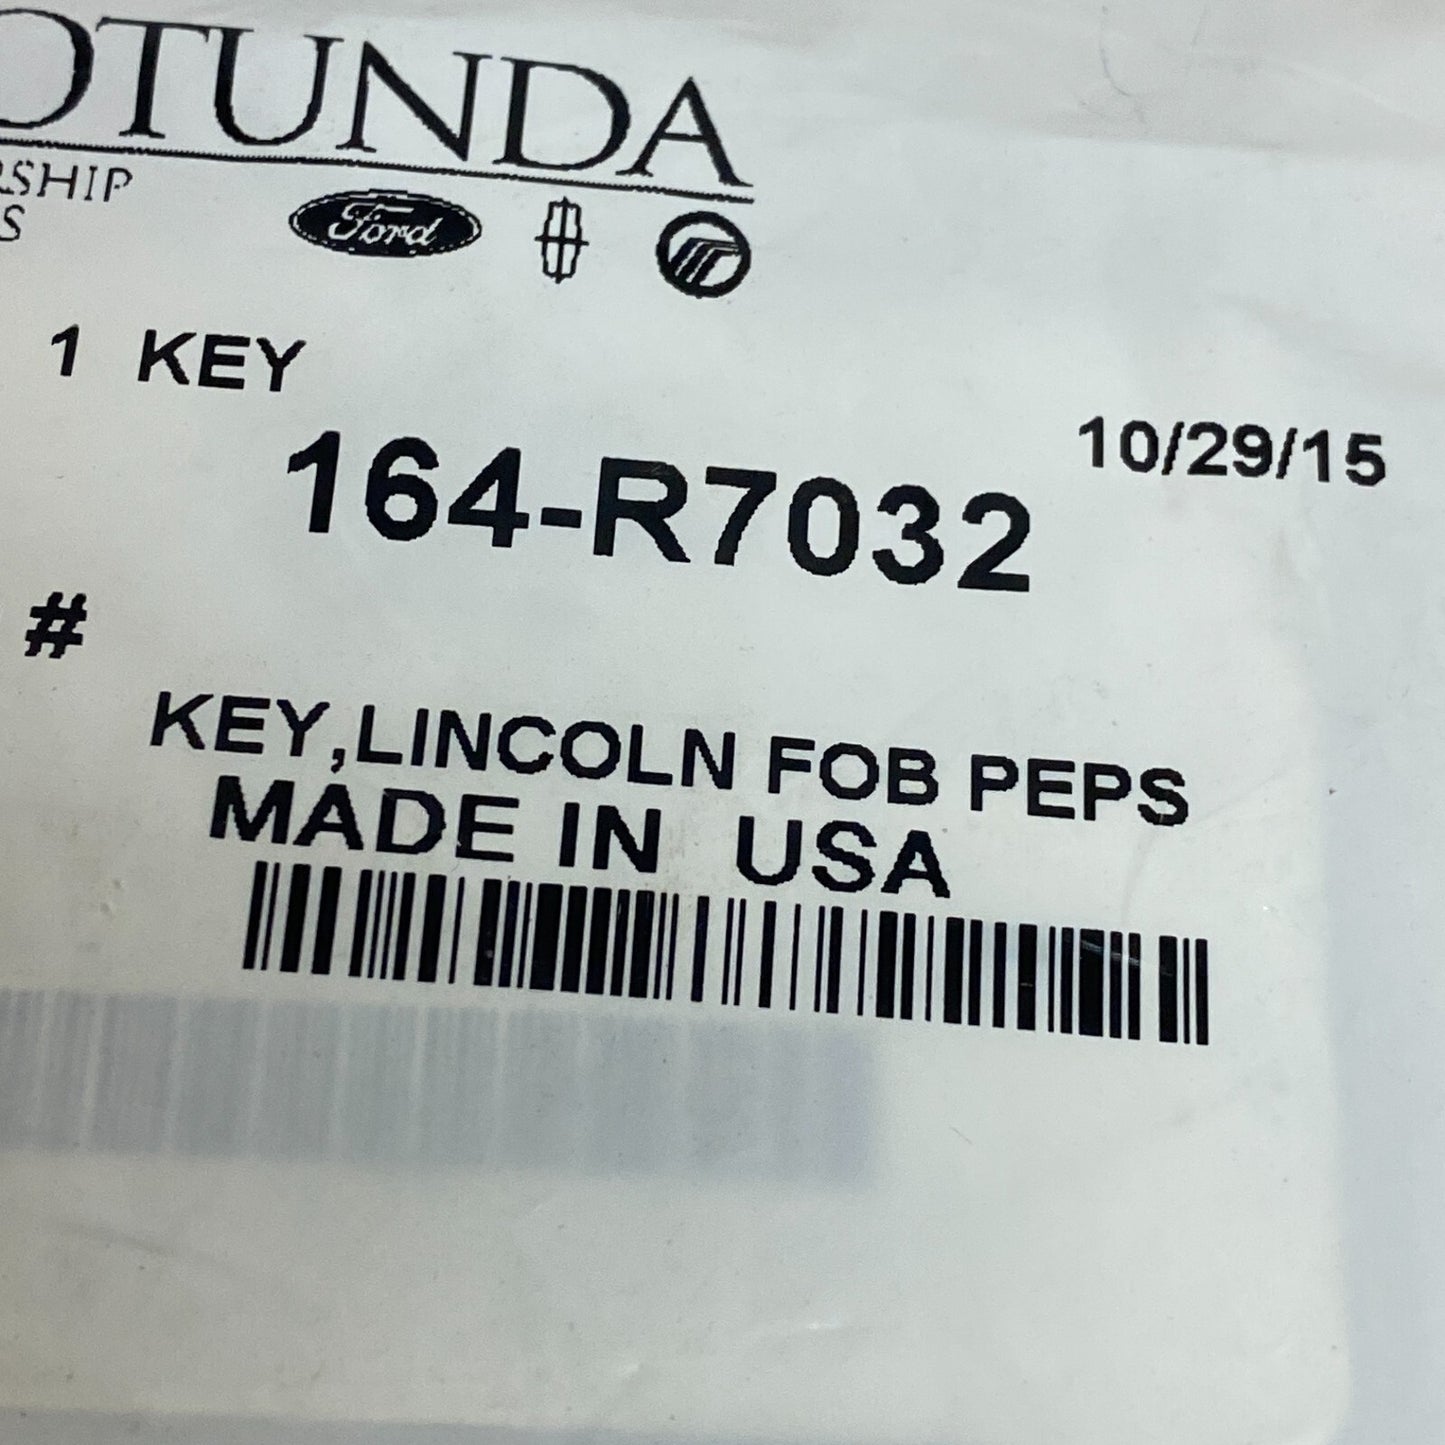 OTUNDA
RSHIP
S
Ford
1 KEY
10/29/15
164-R7032
#
KEY,LINCOLN FOB PEPS
MADE IN USA